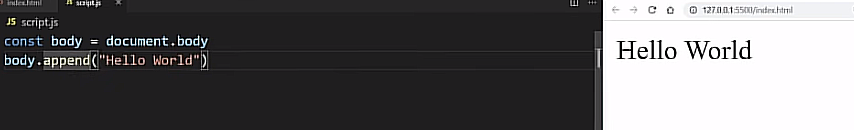 index.html
script.js
JS script.js
const body = document.body
body.append("Hello World")
127.0.0.1:5500/index.html
Hello World